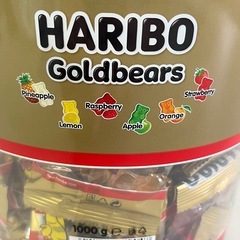 HARIBO
Goldbears
Pineapple
Lemon
Raspberry
Apple
Orange
Strawberry
1000 g e